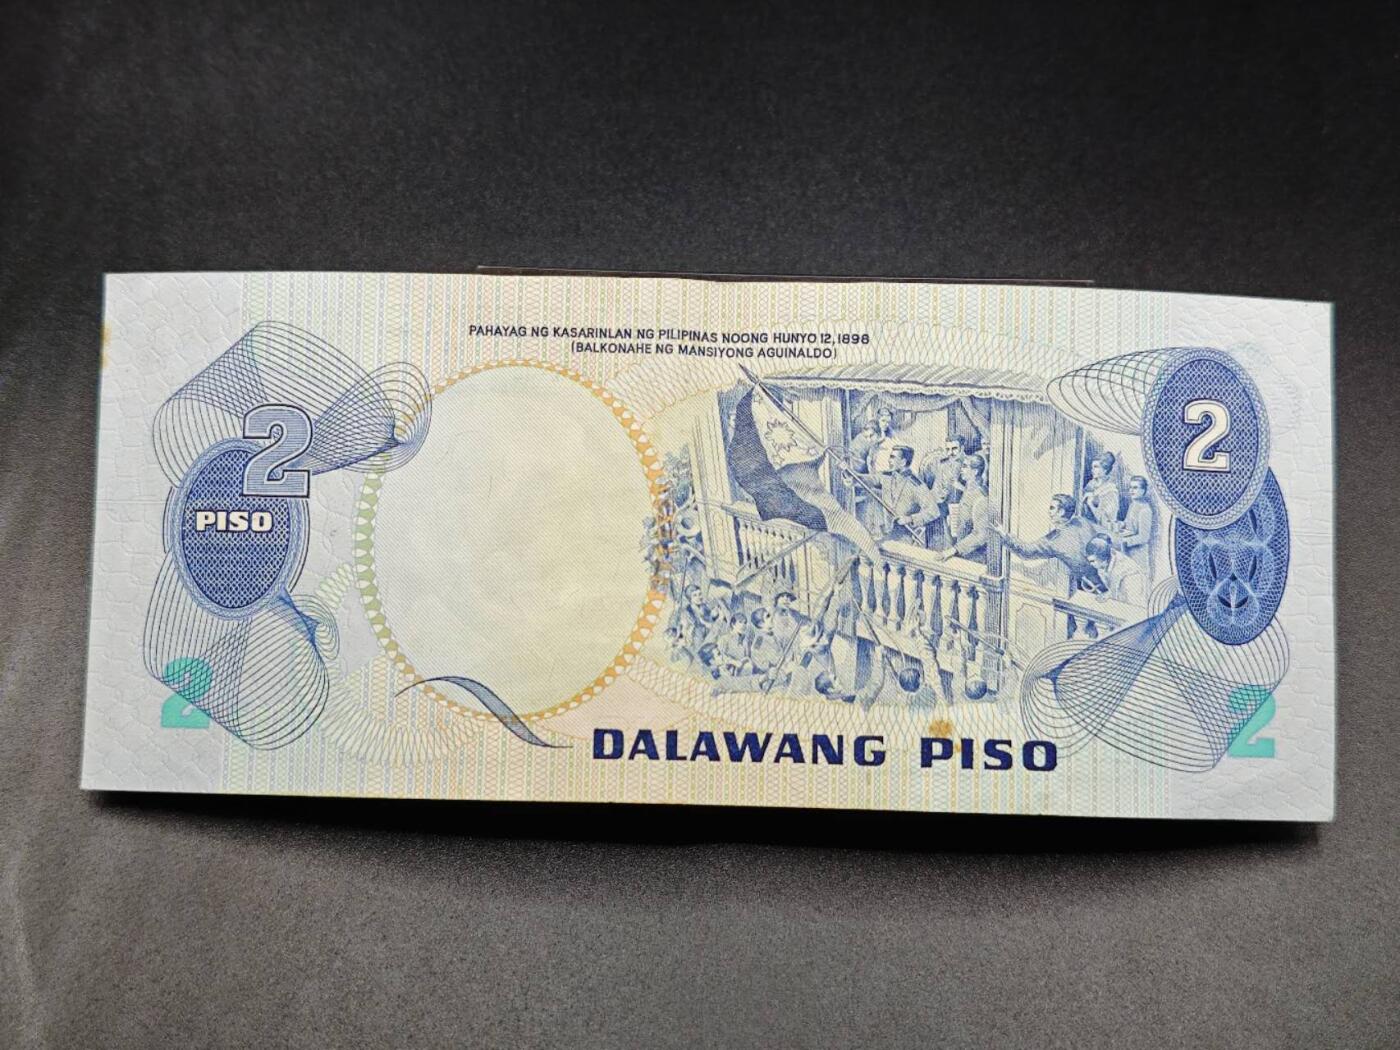 PAHAYAG NG KASARINLAN NG PILIPINAS NOONG HUNYO 12, 1898
(BALKONAHE NG MANSIYONG AGUINALDO)
2
PISO
2
2
2
DALAWANG PISO